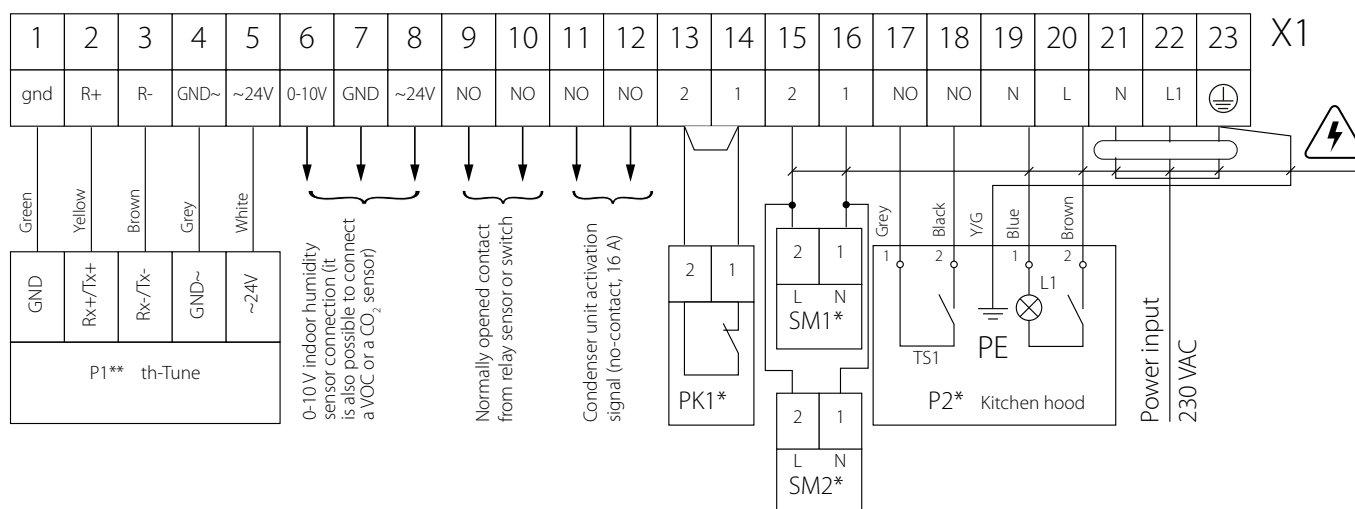 1 2 3 4 5 6 7 8 9 10 11 12 13 14 15 16 17 18 19 20 21 22 23 X1
gnd R+ R- GND~ ~24V 0-10V GND ~24V NO NO NO NO 2 1 2 1 NO NO N L N L1
Green
Yellow
Brown
Grey
White
GND
Rx+/Tx+
Rx-/Tx-
GND~
~24V
P1** th-Tune
0-10 V indoor humidity
sensor connection (it
is also possible to connect
a VOC or a CO₂ sensor)
Normally opened contact
from relay sensor or switch
Condenser unit activation
signal (no-contact, 16 A)
2 1
PK1*
2 1
L N
SM1*
2 1
L N
SM2*
Grey
Black
Y/G
Blue
Brown
1 2 1 2
L1
TS1
PE
P2* Kitchen hood
Power input
230 VAC